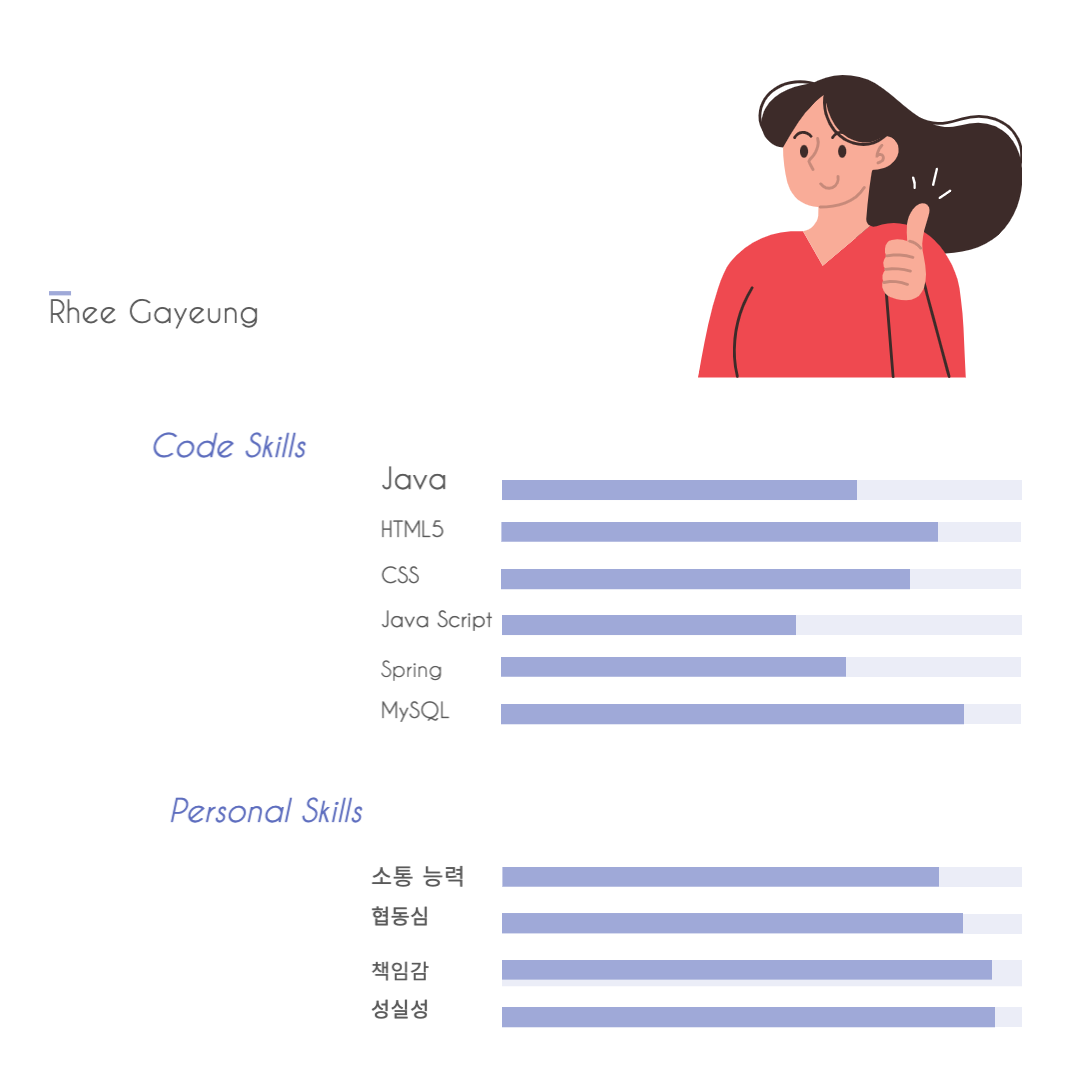 Rhee Gayeung
Code Skills
Java
HTML5
CSS
Java Script
Spring
MySQL
Personal Skills
소통 능력
협동심
책임감
성실성